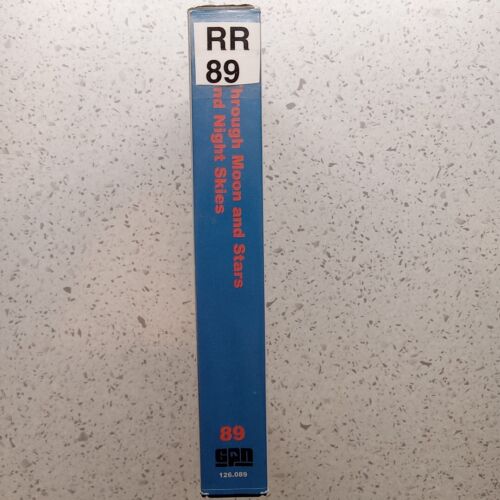 RR
89
hrough Moon and Stars
nd Night Skies
89
GPN
126.089